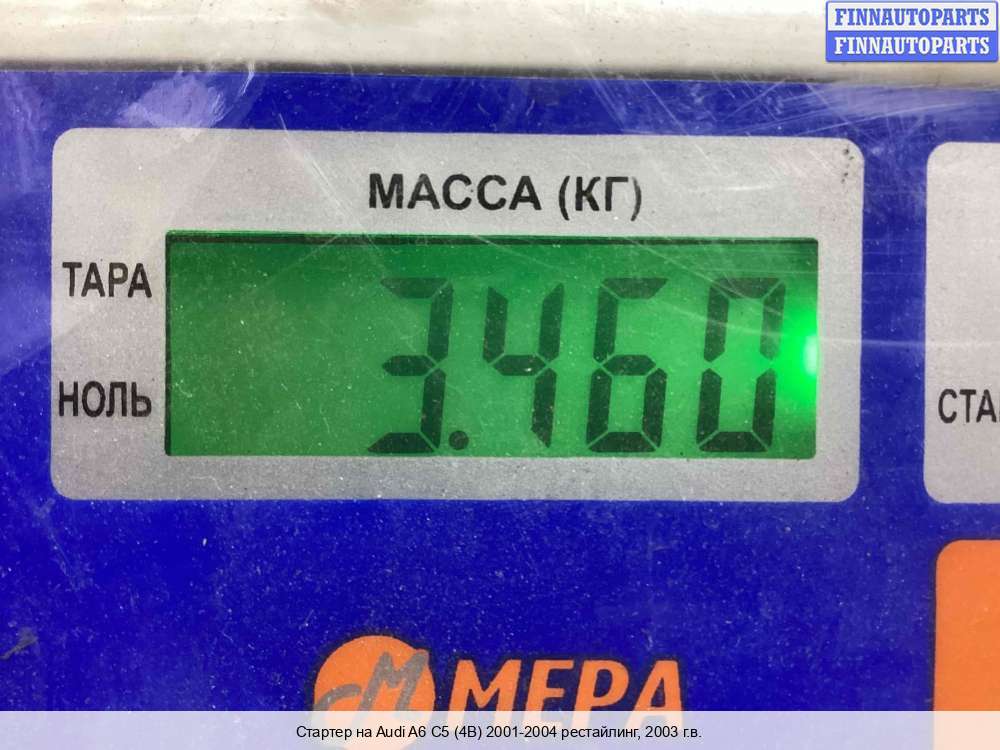 FINNAUTOPARTS
FINNAUTOPARTS
МАССА (КГ)
ТАРА
3.460
НОЛЬ
СТА
МЕРА
Стартер на Audi A6 C5 (4B) 2001-2004 рестайлинг, 2003 г.в.